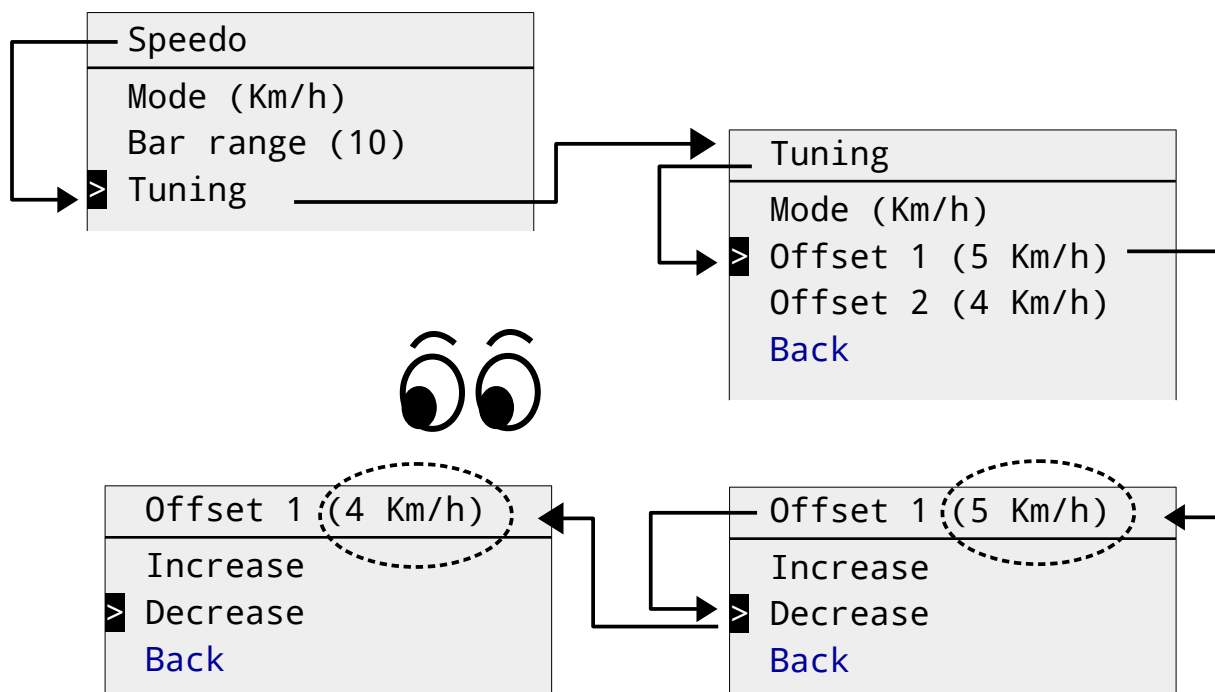 Speedo
Mode (Km/h)
Bar range (10)
> Tuning
Tuning
Mode (Km/h)
> Offset 1 (5 Km/h)
Offset 2 (4 Km/h)
Back
Offset 1 (4 Km/h)
Increase
> Decrease
Back
Offset 1 (5 Km/h)
Increase
> Decrease
Back